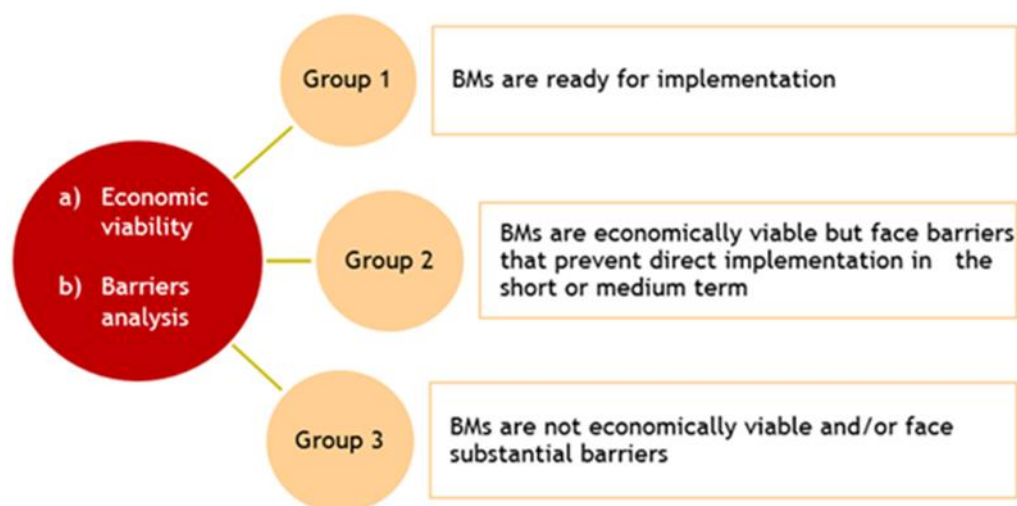 a) Economic
viability
b) Barriers
analysis
Group 1
BMs are ready for implementation
Group 2
BMs are economically viable but face barriers
that prevent direct implementation in the
short or medium term
Group 3
BMs are not economically viable and/or face
substantial barriers